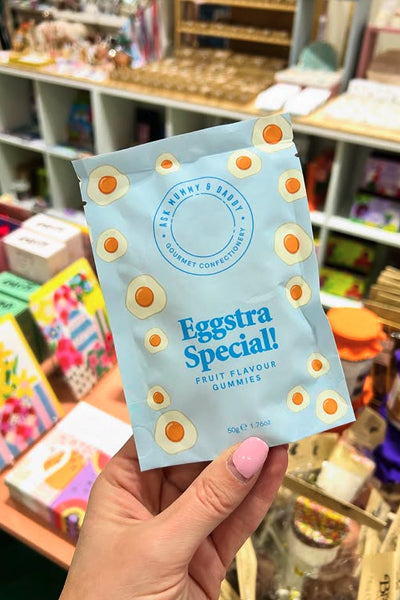 ASK MUMMY & DADDY
GOURMET CONFECTIONERY
Eggstra
Special!
FRUIT FLAVOUR
GUMMIES
50g ℮ 1.76oz